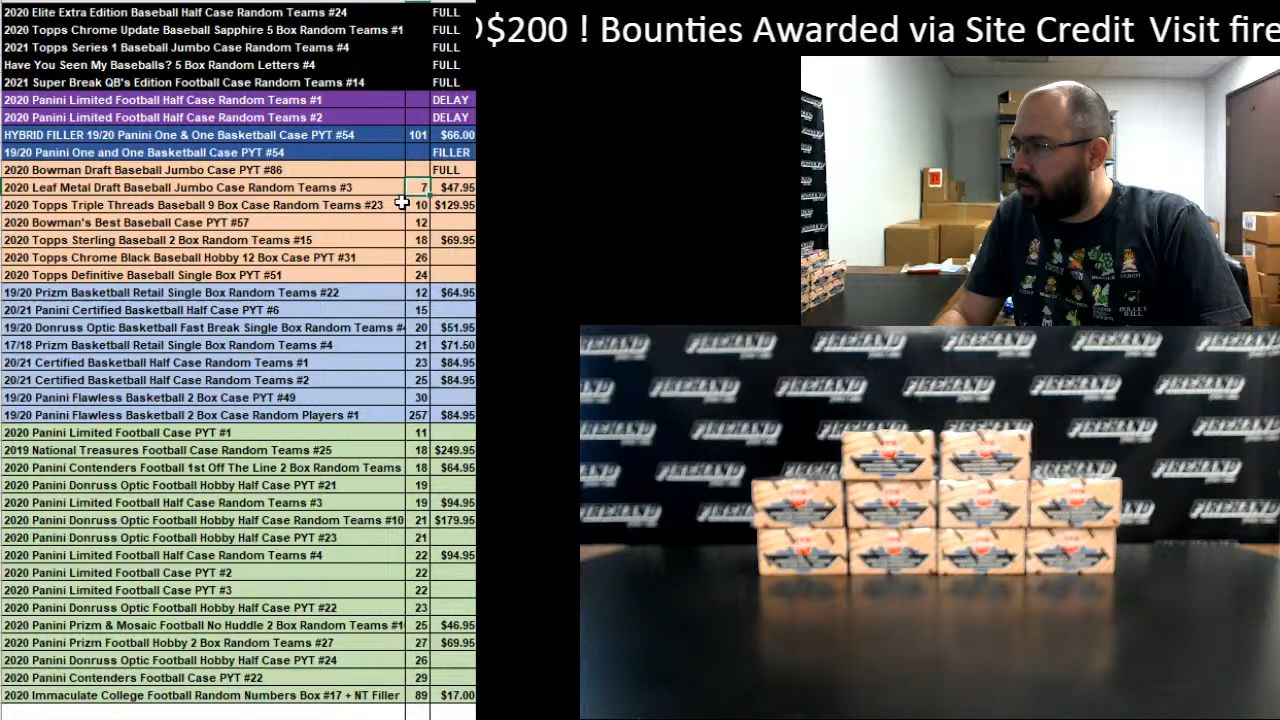 2020 Elite Extra Edition Baseball Half Case Random Teams #24 FULL
2020 Topps Chrome Update Baseball Sapphire 5 Box Random Teams #1 FULL
2021 Topps Series 1 Baseball Jumbo Case Random Teams #4 FULL
Have You Seen My Baseballs? 5 Box Random Letters #4 FULL
2021 Super Break QB's Edition Football Case Random Teams #14 FULL
2020 Panini Limited Football Half Case Random Teams #1 DELAY
2020 Panini Limited Football Half Case Random Teams #2 DELAY
HYBRID FILLER 19/20 Panini One & One Basketball Case PYT #54 101 $66.00
19/20 Panini One and One Basketball Case PYT #54 FILLER
2020 Bowman Draft Baseball Jumbo Case PYT #86 FULL
2020 Leaf Metal Draft Baseball Jumbo Case Random Teams #3 7 $47.95
2020 Topps Triple Threads Baseball 9 Box Case Random Teams #23 10 $129.95
2020 Bowman's Best Baseball Case PYT #57 12
2020 Topps Sterling Baseball 2 Box Random Teams #15 18 $69.95
2020 Topps Chrome Black Baseball Hobby 12 Box Case PYT #31 26
2020 Topps Definitive Baseball Single Box PYT #51 24
19/20 Prizm Basketball Retail Single Box Random Teams #22 12 $64.95
20/21 Panini Certified Basketball Half Case PYT #6 15
19/20 Donruss Optic Basketball Fast Break Single Box Random Teams #4 20 $51.95
17/18 Prizm Basketball Retail Single Box Random Teams #4 21 $71.50
20/21 Certified Basketball Half Case Random Teams #1 23 $84.95
20/21 Certified Basketball Half Case Random Teams #2 25 $84.95
19/20 Panini Flawless Basketball 2 Box Case PYT #49 30
19/20 Panini Flawless Basketball 2 Box Case Random Players #1 257 $84.95
2020 Panini Limited Football Case PYT #1 11
2019 National Treasures Football Case Random Teams #25 18 $249.95
2020 Panini Contenders Football 1st Off The Line 2 Box Random Teams 18 $64.95
2020 Panini Donruss Optic Football Half Case PYT #21 19
2020 Panini Limited Football Half Case Random Teams #3 19 $94.95
2020 Panini Donruss Optic Football Hobby Half Case Random Teams #10 21 $179.95
2020 Panini Donruss Optic Football Half Case PYT #23 21
2020 Panini Limited Football Half Case Random Teams #4 22 $94.95
2020 Panini Limited Football Case PYT #2 22
2020 Panini Limited Football Case PYT #3 22
2020 Panini Donruss Optic Football Hobby Half Case PYT #22 23
2020 Panini Prizm & Mosaic Football No Huddle 2 Box Random Teams #1 25 $46.95
2020 Panini Prizm Football Hobby 2 Box Random Teams #27 27 $69.95
2020 Panini Donruss Optic Football Hobby Half Case PYT #24 26
2020 Panini Contenders Football Case PYT #22 29
2020 Immaculate College Football Random Numbers Box #17 + NT Filler 89 $17.00
$200 ! Bounties Awarded via Site Credit Visit fire
FIREHAND